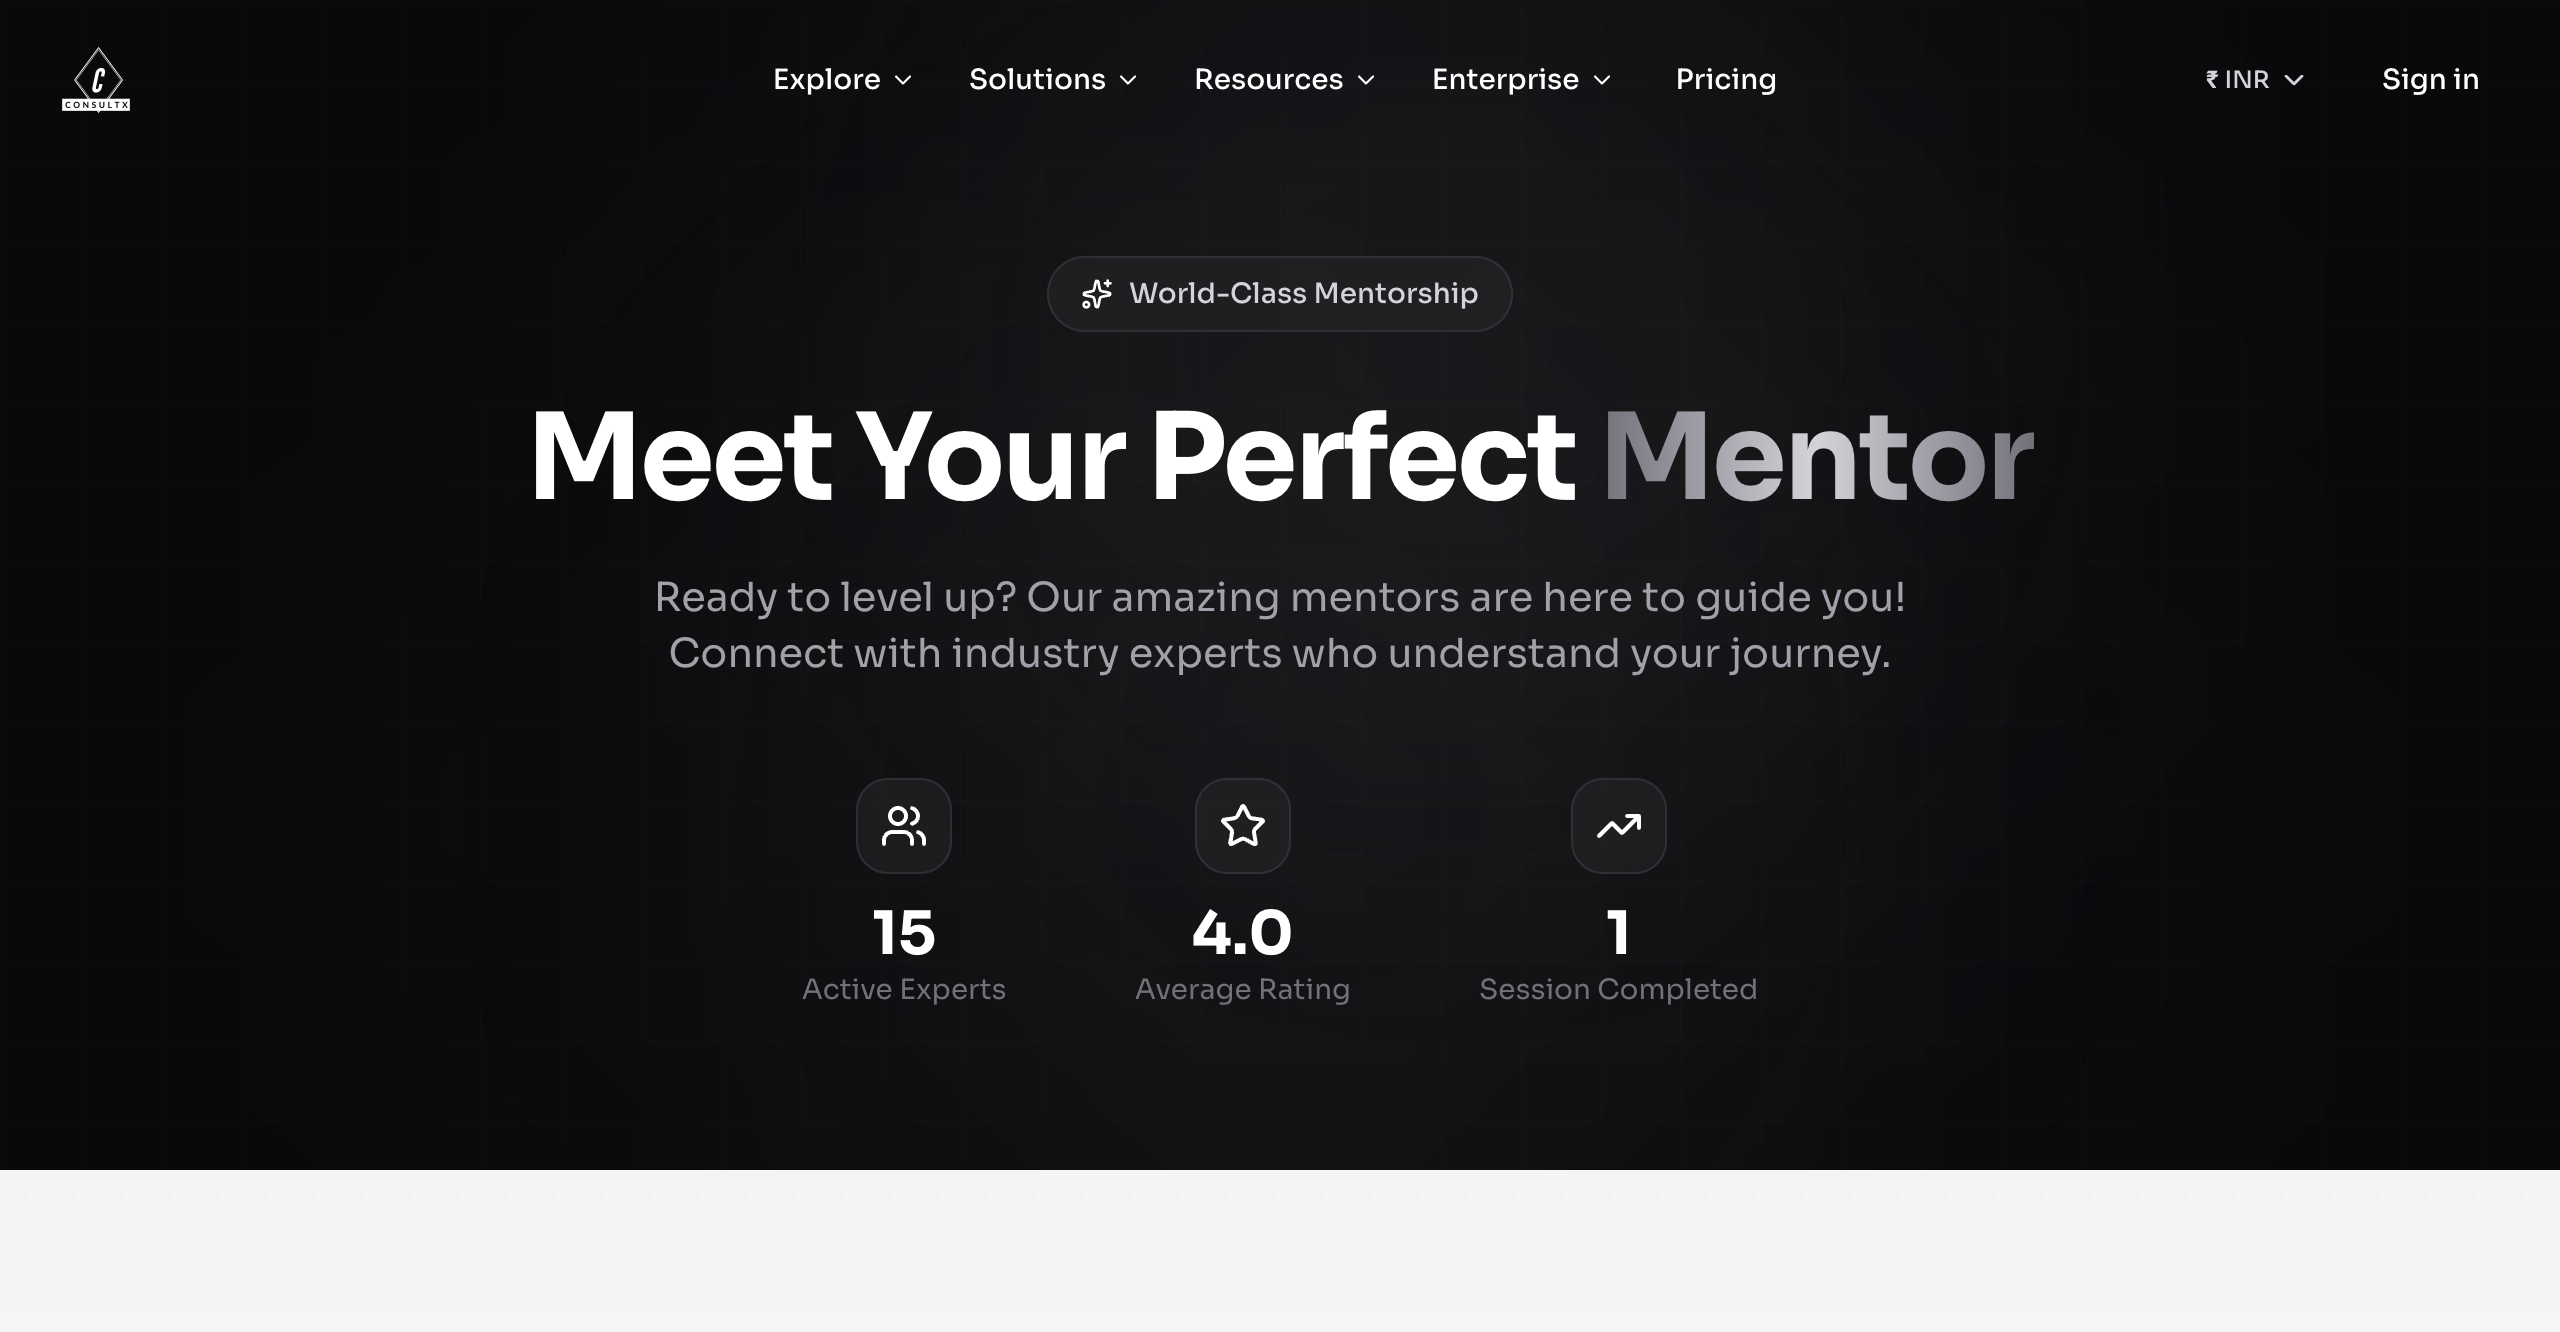 C
CONSULTX
Explore
Solutions
Resources
Enterprise
Pricing
₹ INR
Sign in
World-Class Mentorship
Meet Your Perfect Mentor
Ready to level up? Our amazing mentors are here to guide you!
Connect with industry experts who understand your journey.
15
Active Experts
4.0
Average Rating
1
Session Completed